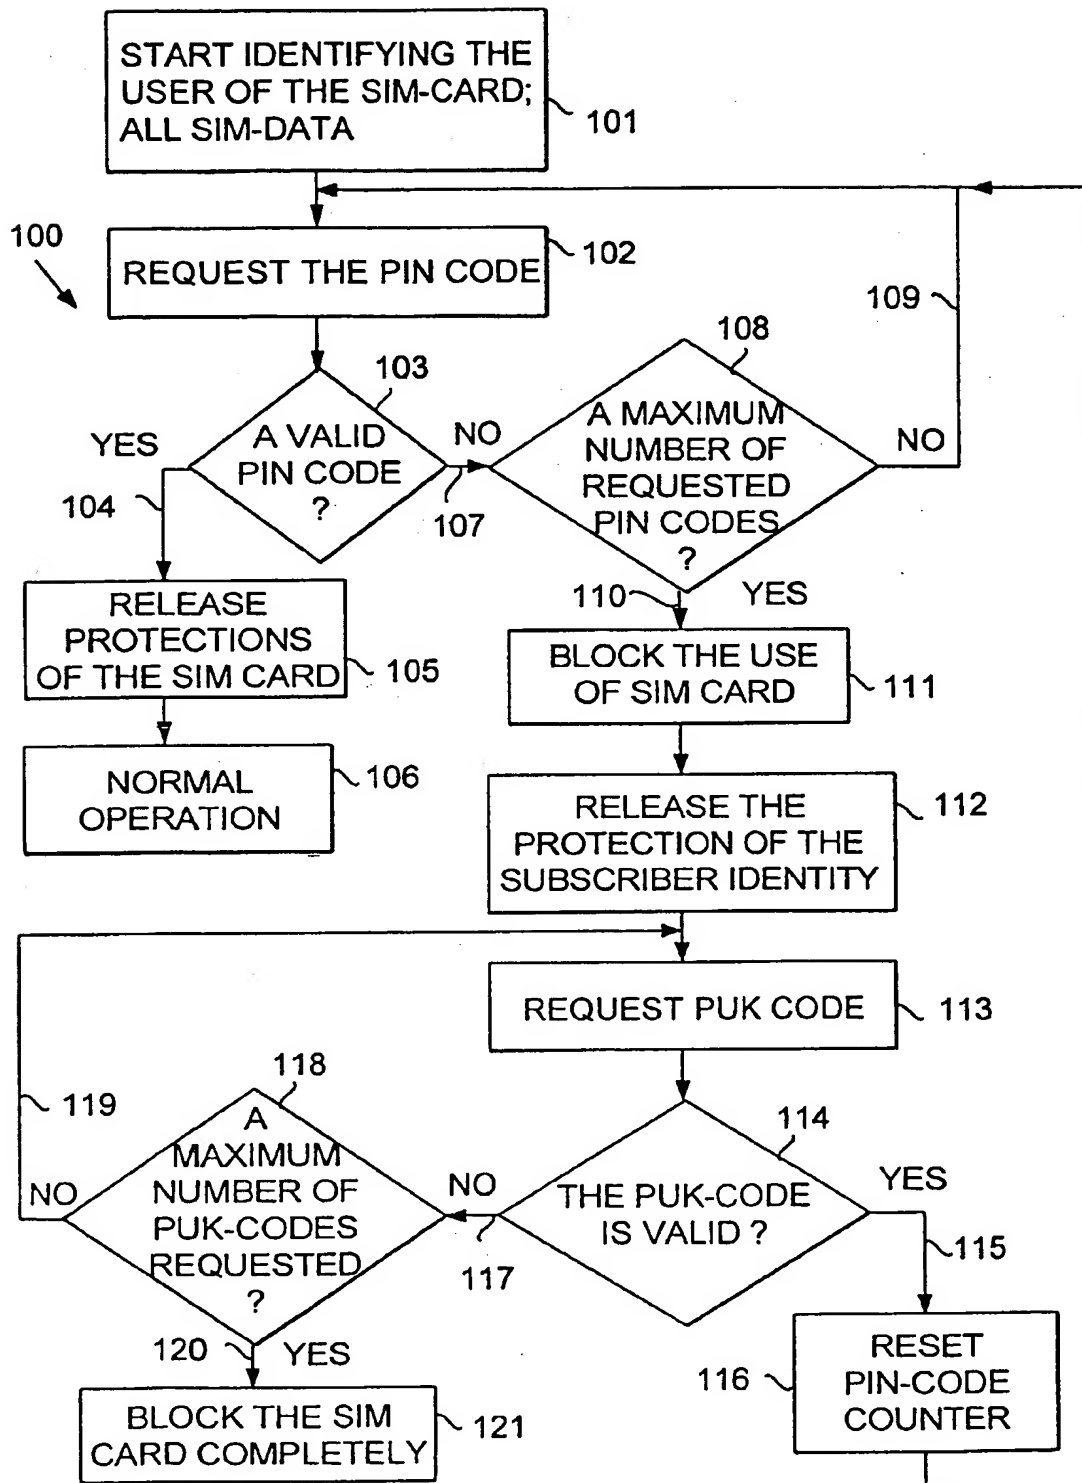 START IDENTIFYING THE
USER OF THE SIM-CARD;
ALL SIM-DATA
101
100
REQUEST THE PIN CODE
102
109
103
108
YES
A VALID
PIN CODE
?
NO
A MAXIMUM
NUMBER OF
REQUESTED
PIN CODES
?
NO
104
107
110
YES
RELEASE
PROTECTIONS
OF THE SIM CARD
105
BLOCK THE USE
OF SIM CARD
111
NORMAL
OPERATION
106
RELEASE THE
PROTECTION OF THE
SUBSCRIBER IDENTITY
112
REQUEST PUK CODE
113
118
119
114
A
MAXIMUM
NUMBER OF
PUK-CODES
REQUESTED
?
NO
NO
THE PUK-CODE
IS VALID ?
YES
117
115
120
YES
RESET
PIN-CODE
COUNTER
116
BLOCK THE SIM
CARD COMPLETELY
121